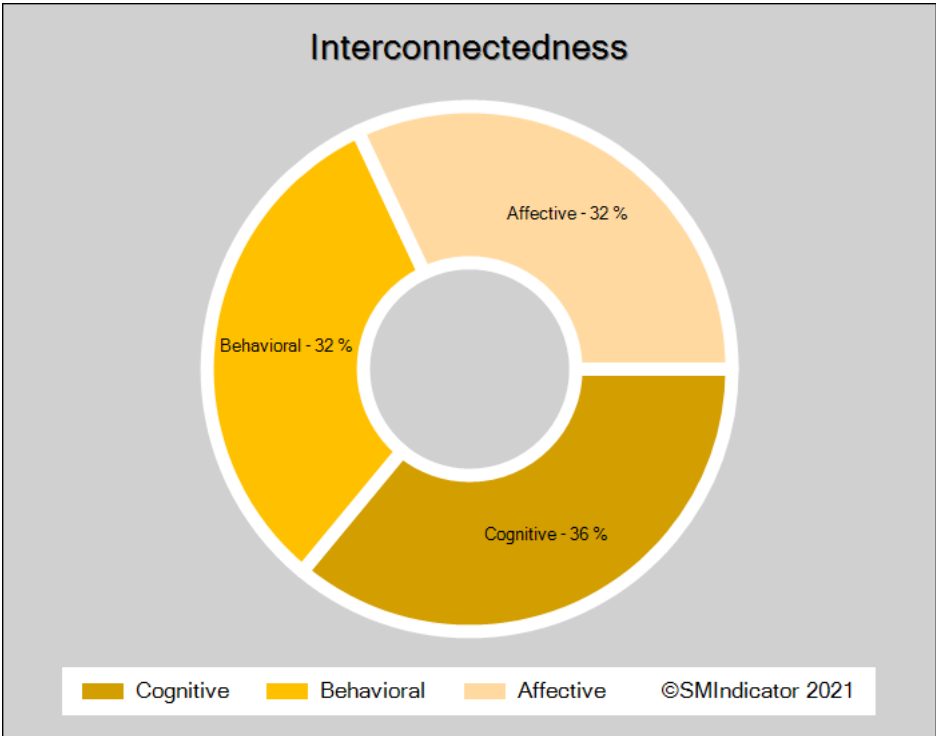 Interconnectedness
Affective - 32 %
Behavioral - 32 %
Cognitive - 36 %
Cognitive Behavioral Affective ©SMIndicator 2021